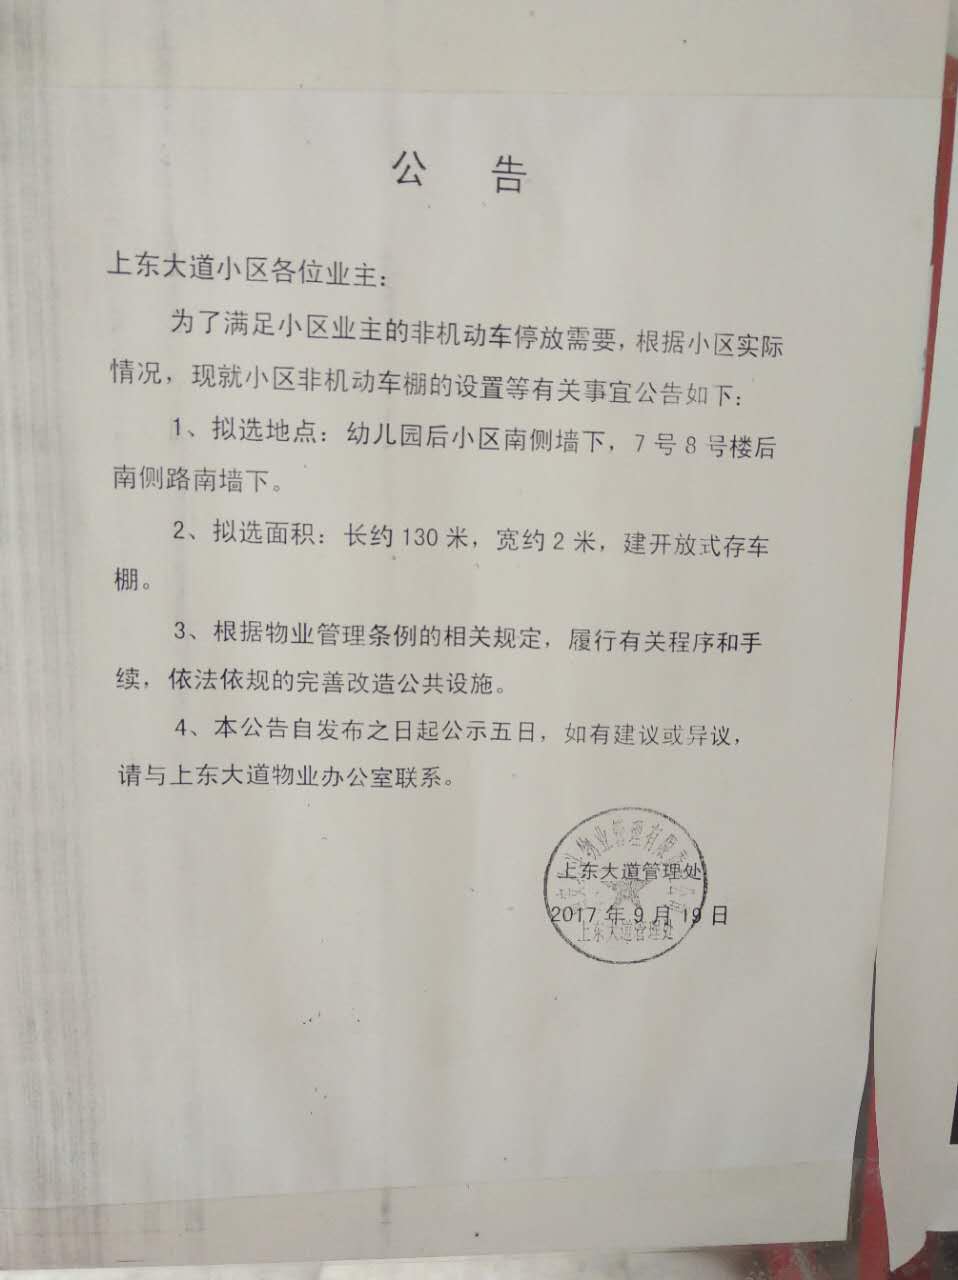 公 告
上东大道小区各位业主：
为了满足小区业主的非机动车停放需要，根据小区实际
情况，现就小区非机动车棚的设置等有关事宜公告如下：
1、拟选地点：幼儿园后小区南侧墙下，7号8号楼后
南侧路南墙下。
2、拟选面积：长约130米，宽约2米，建开放式存车
棚。
3、根据物业管理条例的相关规定，履行有关程序和手
续，依法依规的完善改造公共设施。
4、本公告自发布之日起公示五日，如有建议或异议，
请与上东大道物业办公室联系。
物业管理有限
上东大道管理处
2017年9月19日
上东大道管理处